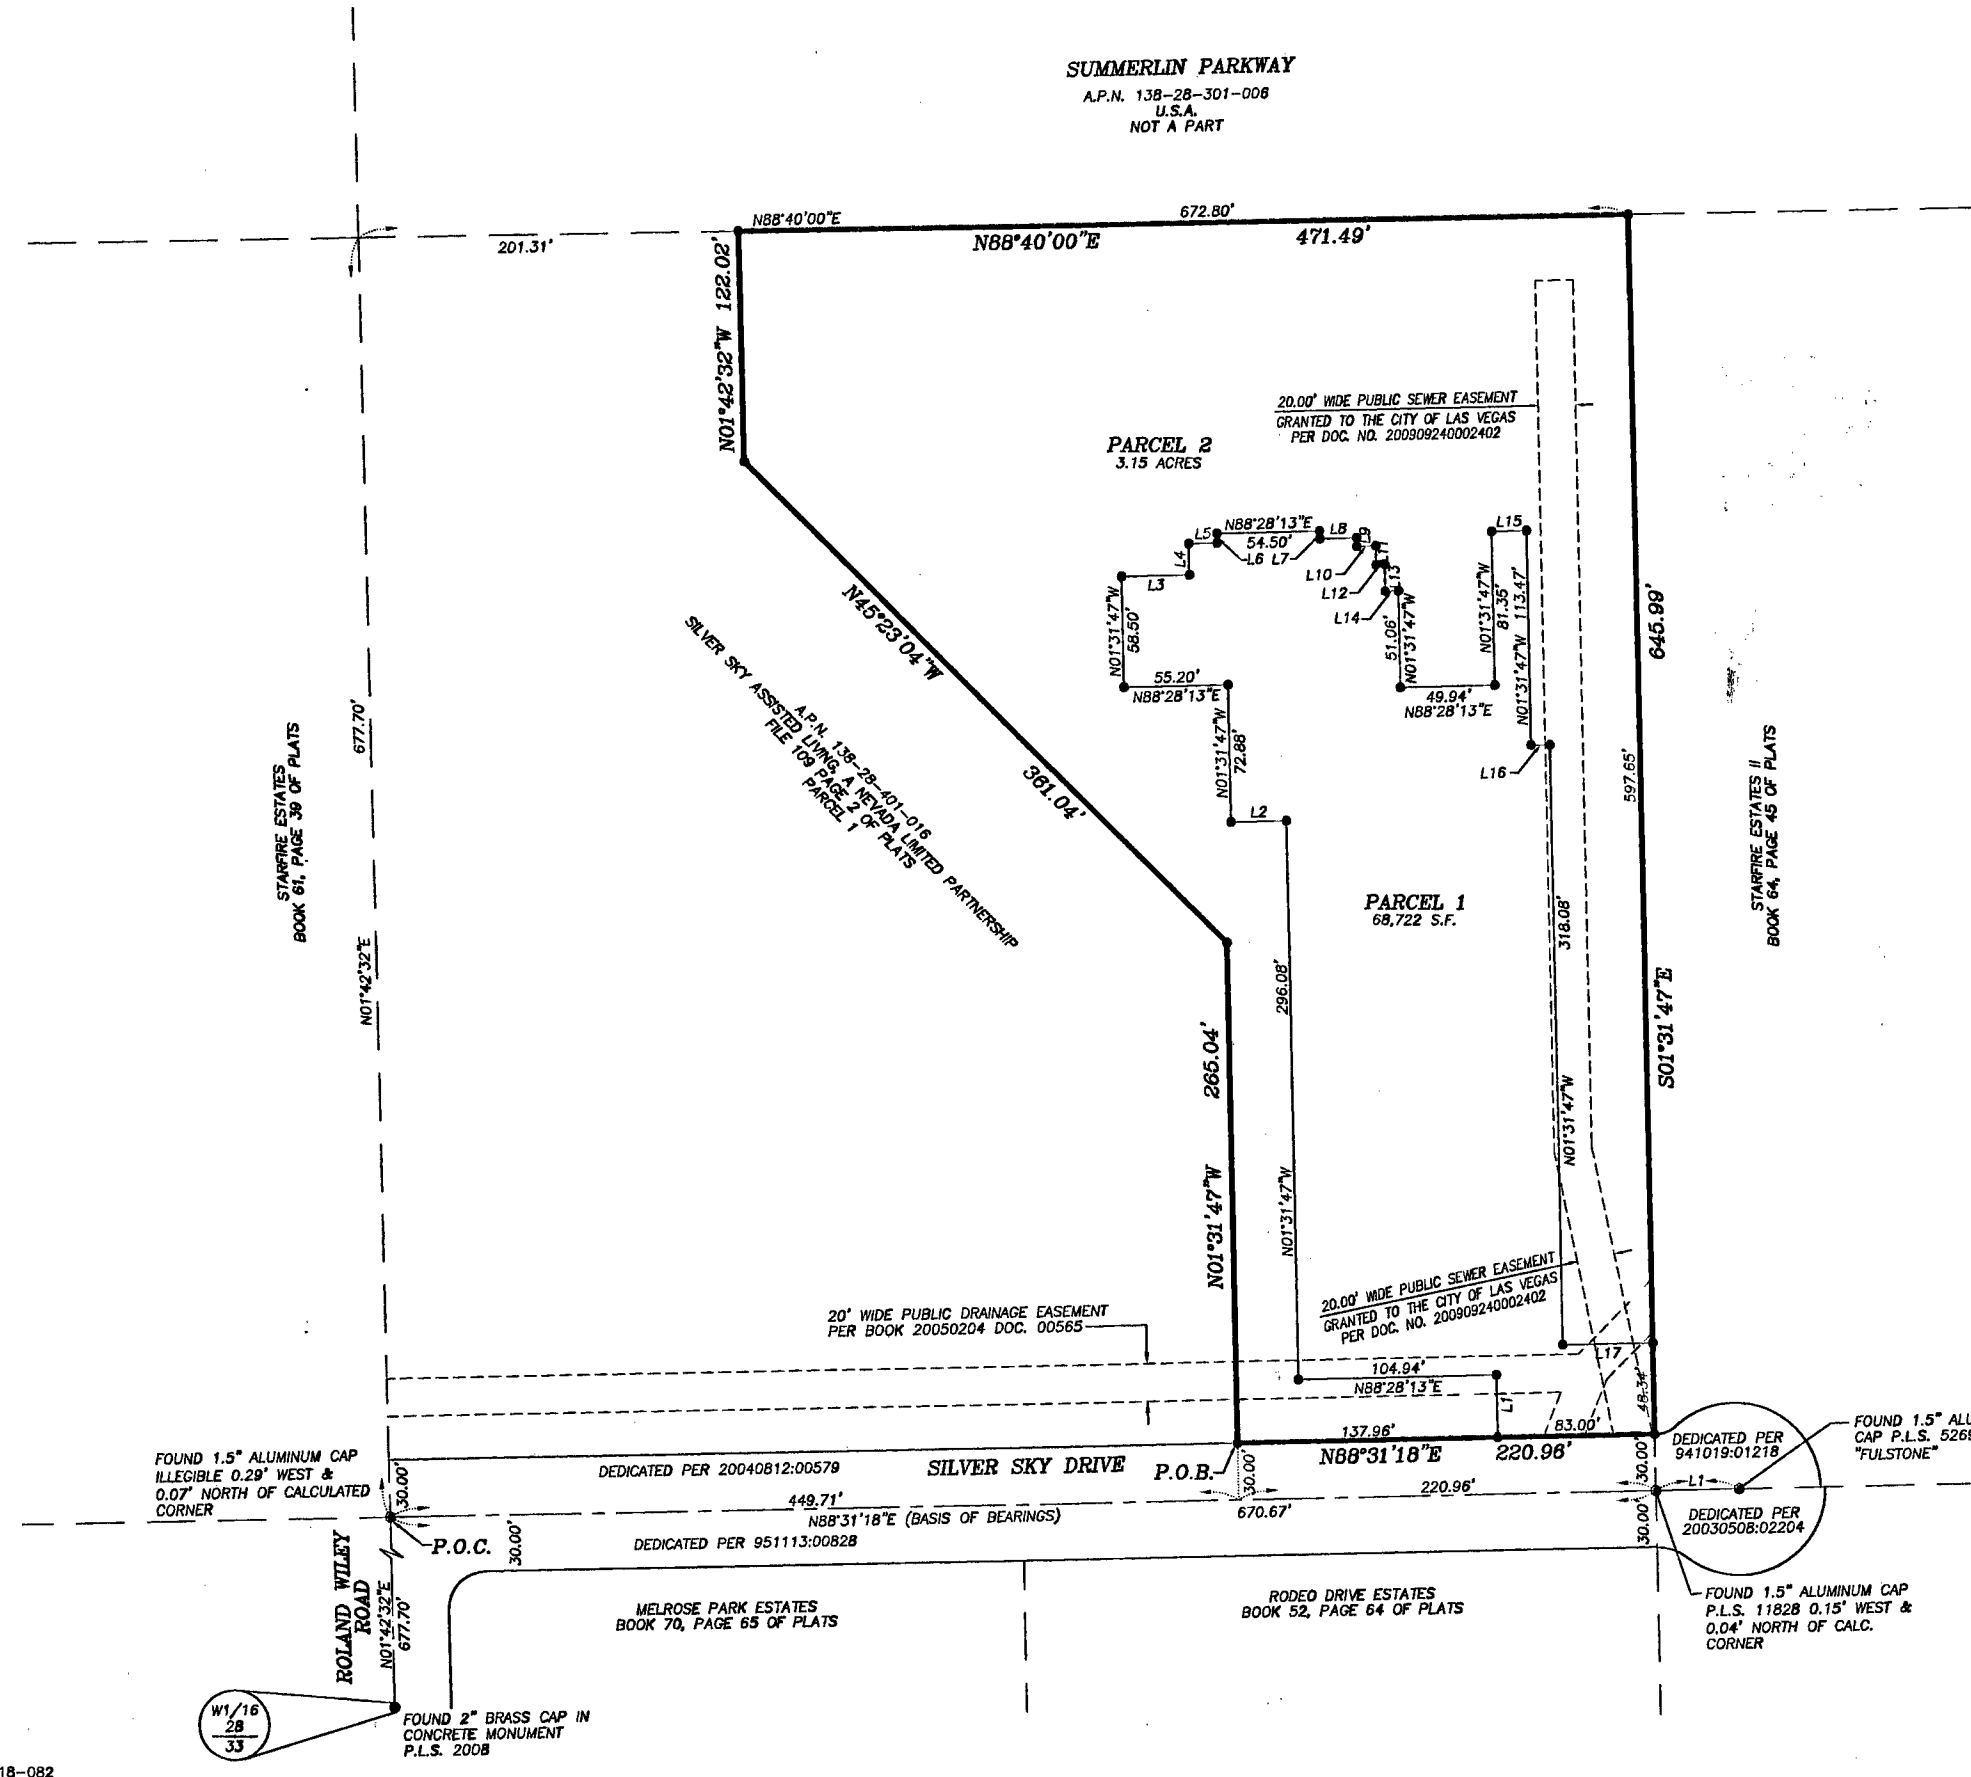 SUMMERLIN PARKWAY
A.P.N. 138-28-301-006
U.S.A.
NOT A PART
N88°40'00"E
672.80'
201.31'
N88°40'00"E
471.49'
N01°42'32"W 122.02'
20.00' WIDE PUBLIC SEWER EASEMENT
GRANTED TO THE CITY OF LAS VEGAS
PER DOC. NO. 200909240002402
PARCEL 2
3.15 ACRES
L5
N88°28'13"E
54.50'
L6
L7
L8
L9
L10
L11
L12
L13
L14
L15
L4
L3
N01°31'47"W
58.50'
55.20'
N88°28'13"E
N01°31'47"W
72.88'
L2
51.06'
N01°31'47"W
49.94'
N88°28'13"E
N01°31'47"W
81.35'
N01°31'47"W 113.47'
L16
645.99'
597.65'
S01°31'47"E
N45°23'04"W
361.04'
A.P.N. 138-28-401-016
SILVER SKY ASSISTED LIVING, A NEVADA LIMITED PARTNERSHIP
FILE 109 PAGE 2 OF PLATS
PARCEL 1
677.70'
N01°42'32"E
STARFIRE ESTATES
BOOK 61, PAGE 39 OF PLATS
STARFIRE ESTATES II
BOOK 64, PAGE 45 OF PLATS
PARCEL 1
68,722 S.F.
318.08'
N01°31'47"W
296.08'
N01°31'47"W
265.04'
N01°31'47"W
20.00' WIDE PUBLIC SEWER EASEMENT
GRANTED TO THE CITY OF LAS VEGAS
PER DOC. NO. 200909240002402
20' WIDE PUBLIC DRAINAGE EASEMENT
PER BOOK 20050204 DOC. 00565
L17
104.94'
N88°28'13"E
L1
48.34'
137.96'
83.00'
N88°31'18"E
220.96'
FOUND 1.5" ALUMINUM CAP
ILLEGIBLE 0.29' WEST &
0.07' NORTH OF CALCULATED
CORNER
30.00'
DEDICATED PER 20040812:00579
SILVER SKY DRIVE
P.O.B.
30.00'
30.00'
DEDICATED PER
941019:01218
FOUND 1.5" ALU
CAP P.L.S. 526
"FULSTONE"
L1
449.71'
220.96'
N88°31'18"E (BASIS OF BEARINGS)
670.67'
DEDICATED PER
20030508:02204
P.O.C.
30.00'
DEDICATED PER 951113:00828
30.00'
ROLAND WILEY
ROAD
N01°42'32"E
677.70'
MELROSE PARK ESTATES
BOOK 70, PAGE 65 OF PLATS
RODEO DRIVE ESTATES
BOOK 52, PAGE 64 OF PLATS
FOUND 1.5" ALUMINUM CAP
P.L.S. 11828 0.15' WEST &
0.04' NORTH OF CALC.
CORNER
W1/16
28
33
FOUND 2" BRASS CAP IN
CONCRETE MONUMENT
P.L.S. 2008
18-082